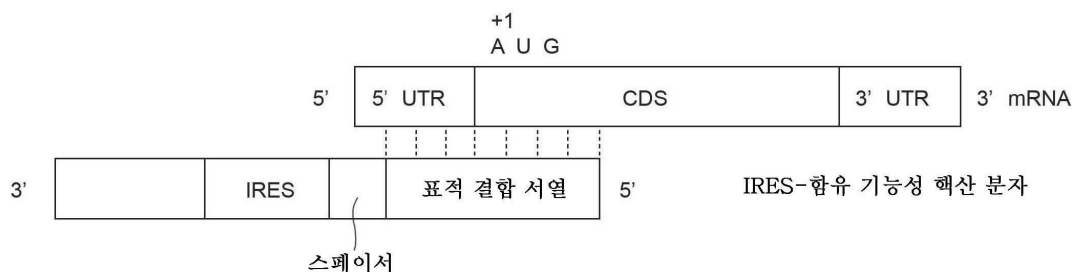 +1
A U G
5' 5' UTR CDS 3' UTR 3' mRNA
3' IRES 표적 결합 서열 5' IRES-함유 기능성 핵산 분자
스페이서